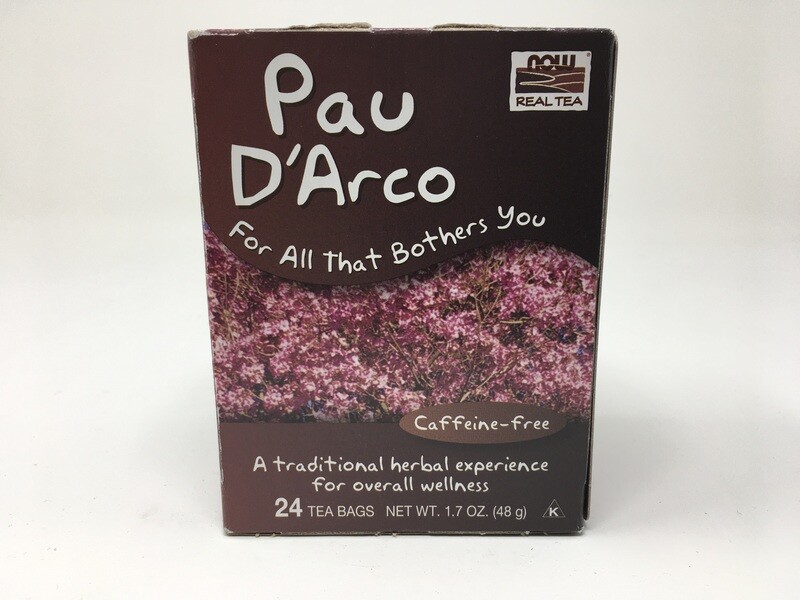 now
REAL TEA
Pau
D'Arco
For All That Bothers You
Caffeine-free
A traditional herbal experience
for overall wellness
24 TEA BAGS NET WT. 1.7 OZ. (48 g)
K